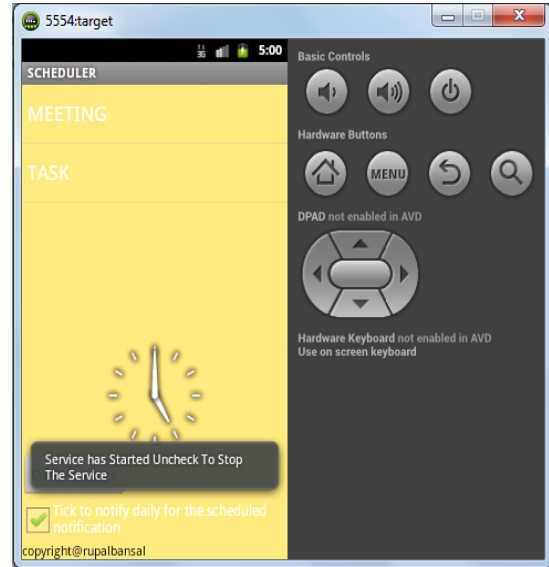 5554:target
3G 5:00
SCHEDULER
MEETING
TASK
Service has Started Uncheck To Stop
The Service
Tick to notify daily for the scheduled
notification
copyright@rupalbansal
Basic Controls
Hardware Buttons
MENU
DPAD not enabled in AVD
Hardware Keyboard not enabled in AVD
Use on screen keyboard